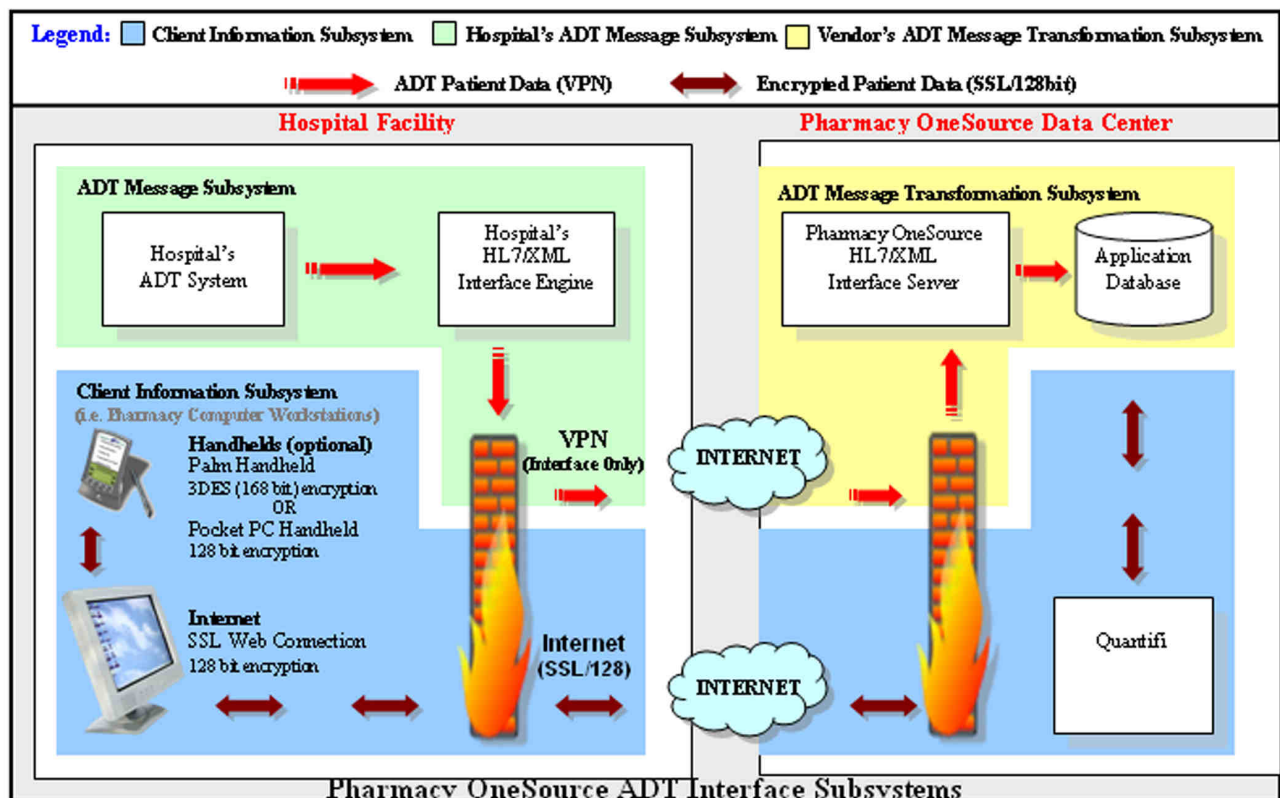 Legend: Client Information Subsystem Hospital's ADT Message Subsystem Vendor's ADT Message Transformation Subsystem
ADT Patient Data (VPN) Encrypted Patient Data (SSL/128bit)
Hospital Facility
ADT Message Subsystem
Hospital's
ADT System
Hospital's
HL7/XML
Interface Engine
Client Information Subsystem
(i.e. Pharmacy Computer Workstations)
Handhelds (optional)
Palm Handheld
3DES (168 bit) encryption
OR
Pocket PC Handheld
128 bit encryption
Internet
SSL Web Connection
128 bit encryption
VPN
(Interface Only)
Internet
(SSL/128)
INTERNET
INTERNET
Pharmacy OneSource Data Center
ADT Message Transformation Subsystem
Pharmacy OneSource
HL7/XML
Interface Server
Application
Database
Quantifi
Pharmacy OneSource ADT Interface Subsystems